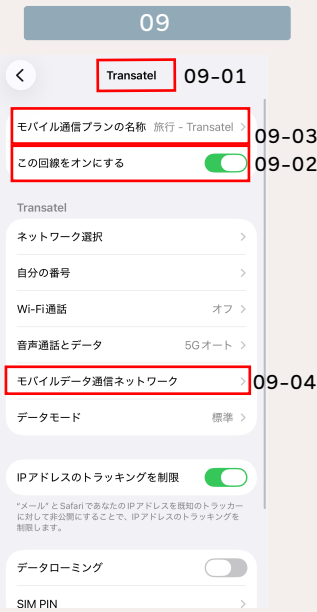 09
Transatel 09-01
モバイル通信プランの名称 旅行 - Transatel
09-03
この回線をオンにする
09-02
Transatel
ネットワーク選択
自分の番号
Wi-Fi通話 オフ
音声通話とデータ 5Gオート
モバイルデータ通信ネットワーク
09-04
データモード 標準
IPアドレスのトラッキングを制限
"メール" とSafariであなたのIPアドレスを既知のトラッカー
に対して非公開にすることで、IPアドレスのトラッキングを
制限します。
データローミング
SIM PIN